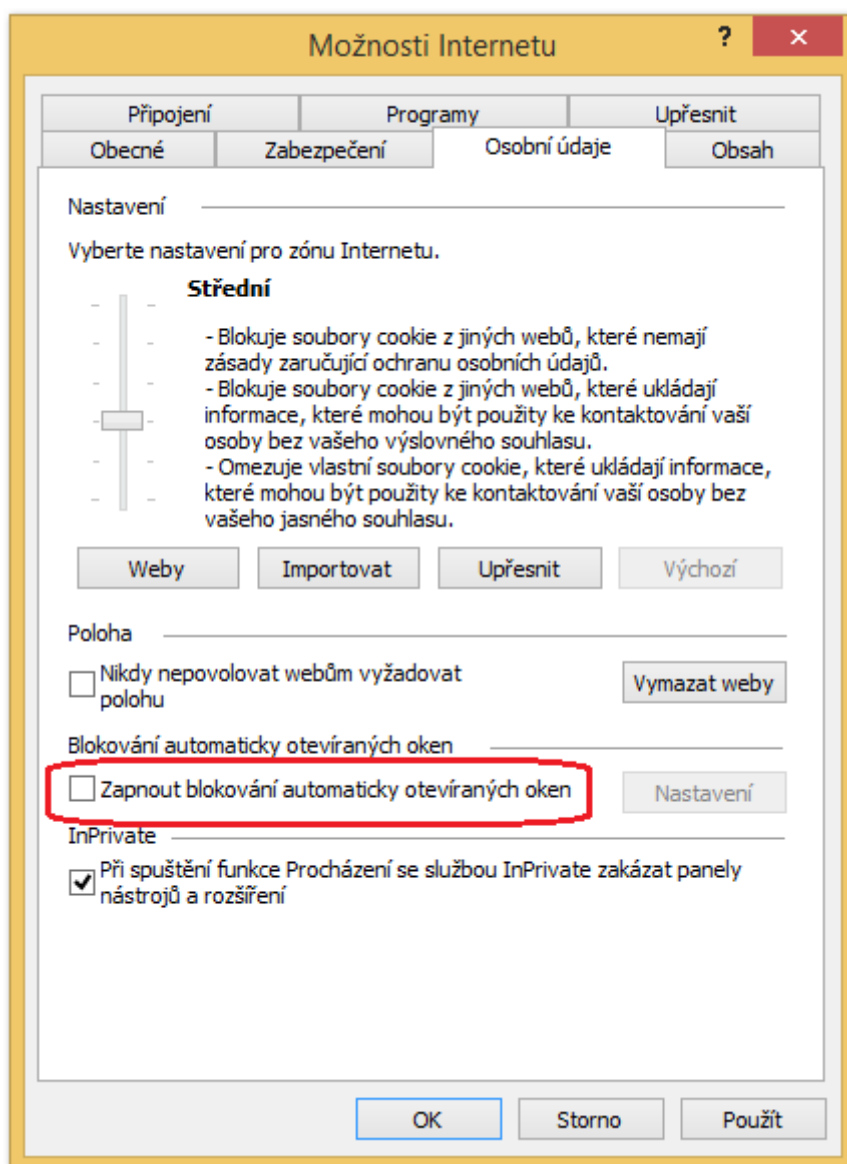 Možnosti Internetu
?
×
Připojení Programy Upřesnit
Obecné Zabezpečení Osobní údaje Obsah
Nastavení
Vyberte nastavení pro zónu Internetu.
Střední
- Blokuje soubory cookie z jiných webů, které nemají
zásady zaručující ochranu osobních údajů.
- Blokuje soubory cookie z jiných webů, které ukládají
informace, které mohou být použity ke kontaktování vaší
osoby bez vašeho výslovného souhlasu.
- Omezuje vlastní soubory cookie, které ukládají informace,
které mohou být použity ke kontaktování vaší osoby bez
vašeho jasného souhlasu.
Weby Importovat Upřesnit Výchozí
Poloha
Nikdy nepovolovat webům vyžadovat
polohu
Vymazat weby
Blokování automaticky otevíraných oken
Zapnout blokování automaticky otevíraných oken Nastavení
InPrivate
Při spuštění funkce Procházení se službou InPrivate zakázat panely
nástrojů a rozšíření
OK Storno Použít